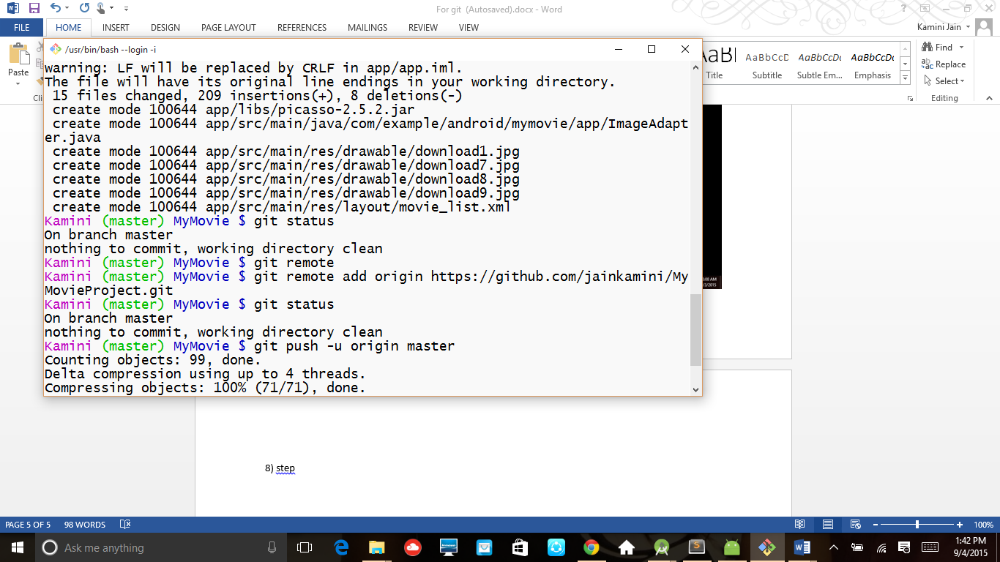 For git (Autosaved).docx - Word
FILE HOME INSERT DESIGN PAGE LAYOUT REFERENCES MAILINGS REVIEW VIEW
Kamini Jain
Paste
AaBbCcD AaBbCcDc AaBbCcDc
Title Subtitle Subtle Em... Emphasis
Find
Replace
Select
Editing
/usr/bin/bash --login -i
warning: LF will be replaced by CRLF in app/app.iml.
The file will have its original line endings in your working directory.
15 files changed, 209 insertions(+), 8 deletions(-)
create mode 100644 app/libs/picasso-2.5.2.jar
create mode 100644 app/src/main/java/com/example/android/mymovie/app/ImageAdapt
er.java
create mode 100644 app/src/main/res/drawable/download1.jpg
create mode 100644 app/src/main/res/drawable/download7.jpg
create mode 100644 app/src/main/res/drawable/download8.jpg
create mode 100644 app/src/main/res/drawable/download9.jpg
create mode 100644 app/src/main/res/layout/movie_list.xml
Kamini (master) MyMovie $ git status
On branch master
nothing to commit, working directory clean
Kamini (master) MyMovie $ git remote
Kamini (master) MyMovie $ git remote add origin https://github.com/jainkamini/My
MovieProject.git
Kamini (master) MyMovie $ git status
On branch master
nothing to commit, working directory clean
Kamini (master) MyMovie $ git push -u origin master
Counting objects: 99, done.
Delta compression using up to 4 threads.
Compressing objects: 100% (71/71), done.
8) step
PAGE 5 OF 5 98 WORDS
100%
Ask me anything
1:42 PM
9/4/2015